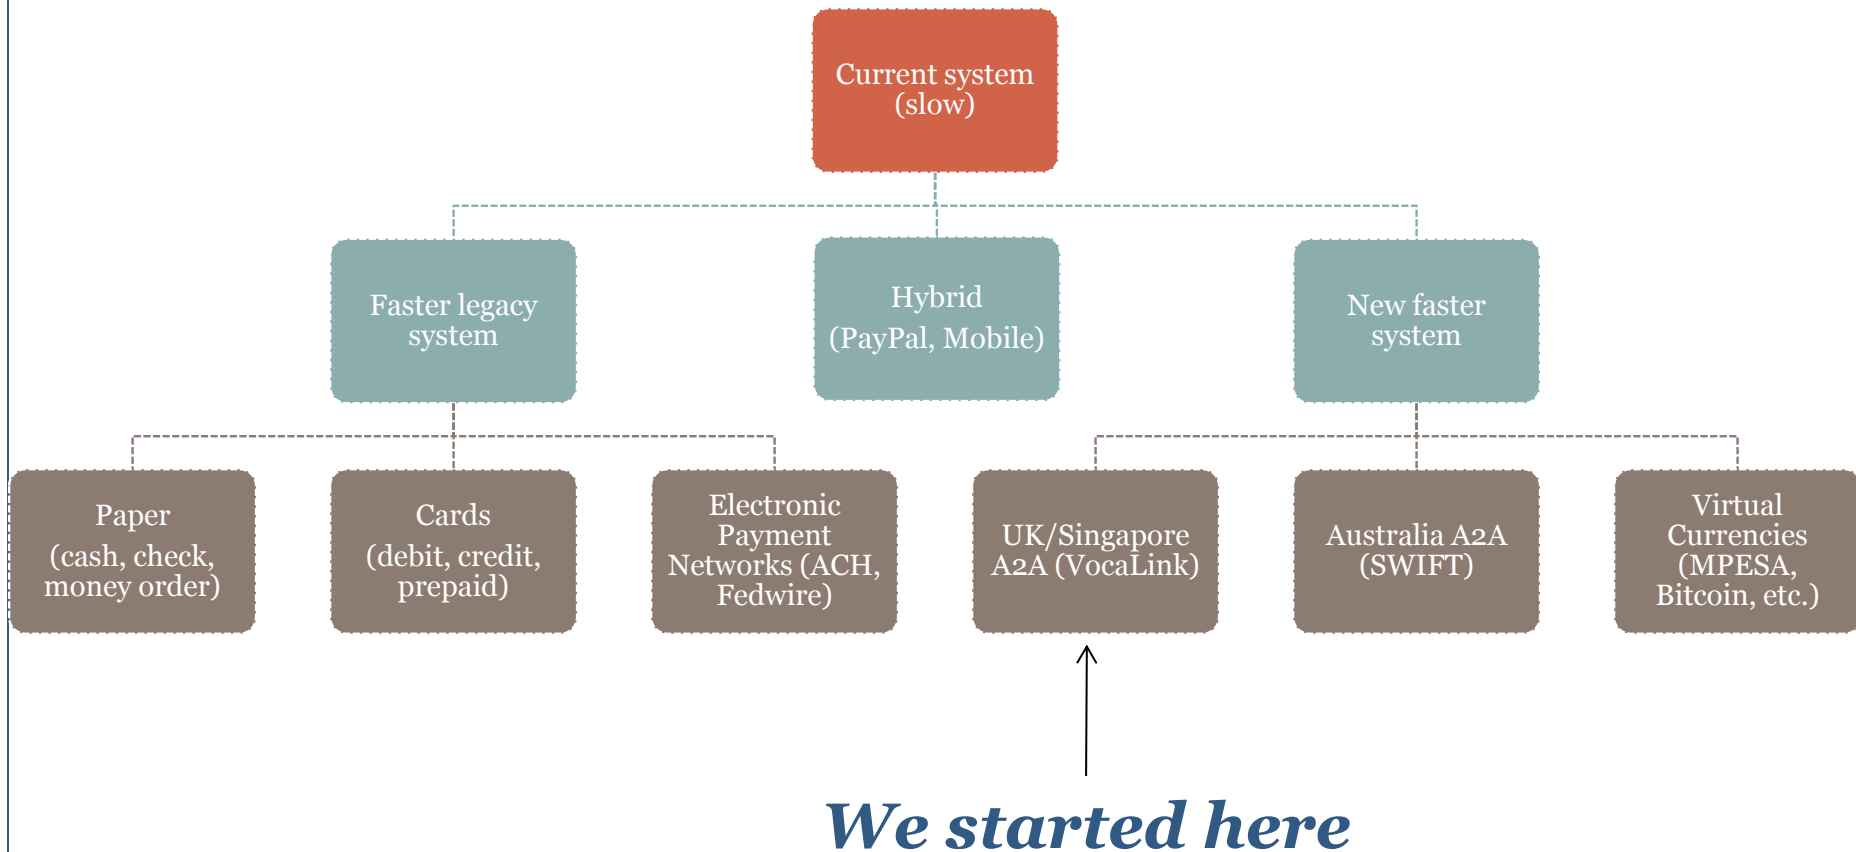 Current system
(slow)
Faster legacy
system
Hybrid
(PayPal, Mobile)
New faster
system
Paper
(cash, check,
money order)
Cards
(debit, credit,
prepaid)
Electronic
Payment
Networks (ACH,
Fedwire)
UK/Singapore
A2A (VocaLink)
Australia A2A
(SWIFT)
Virtual
Currencies
(MPESA,
Bitcoin, etc.)
We started here